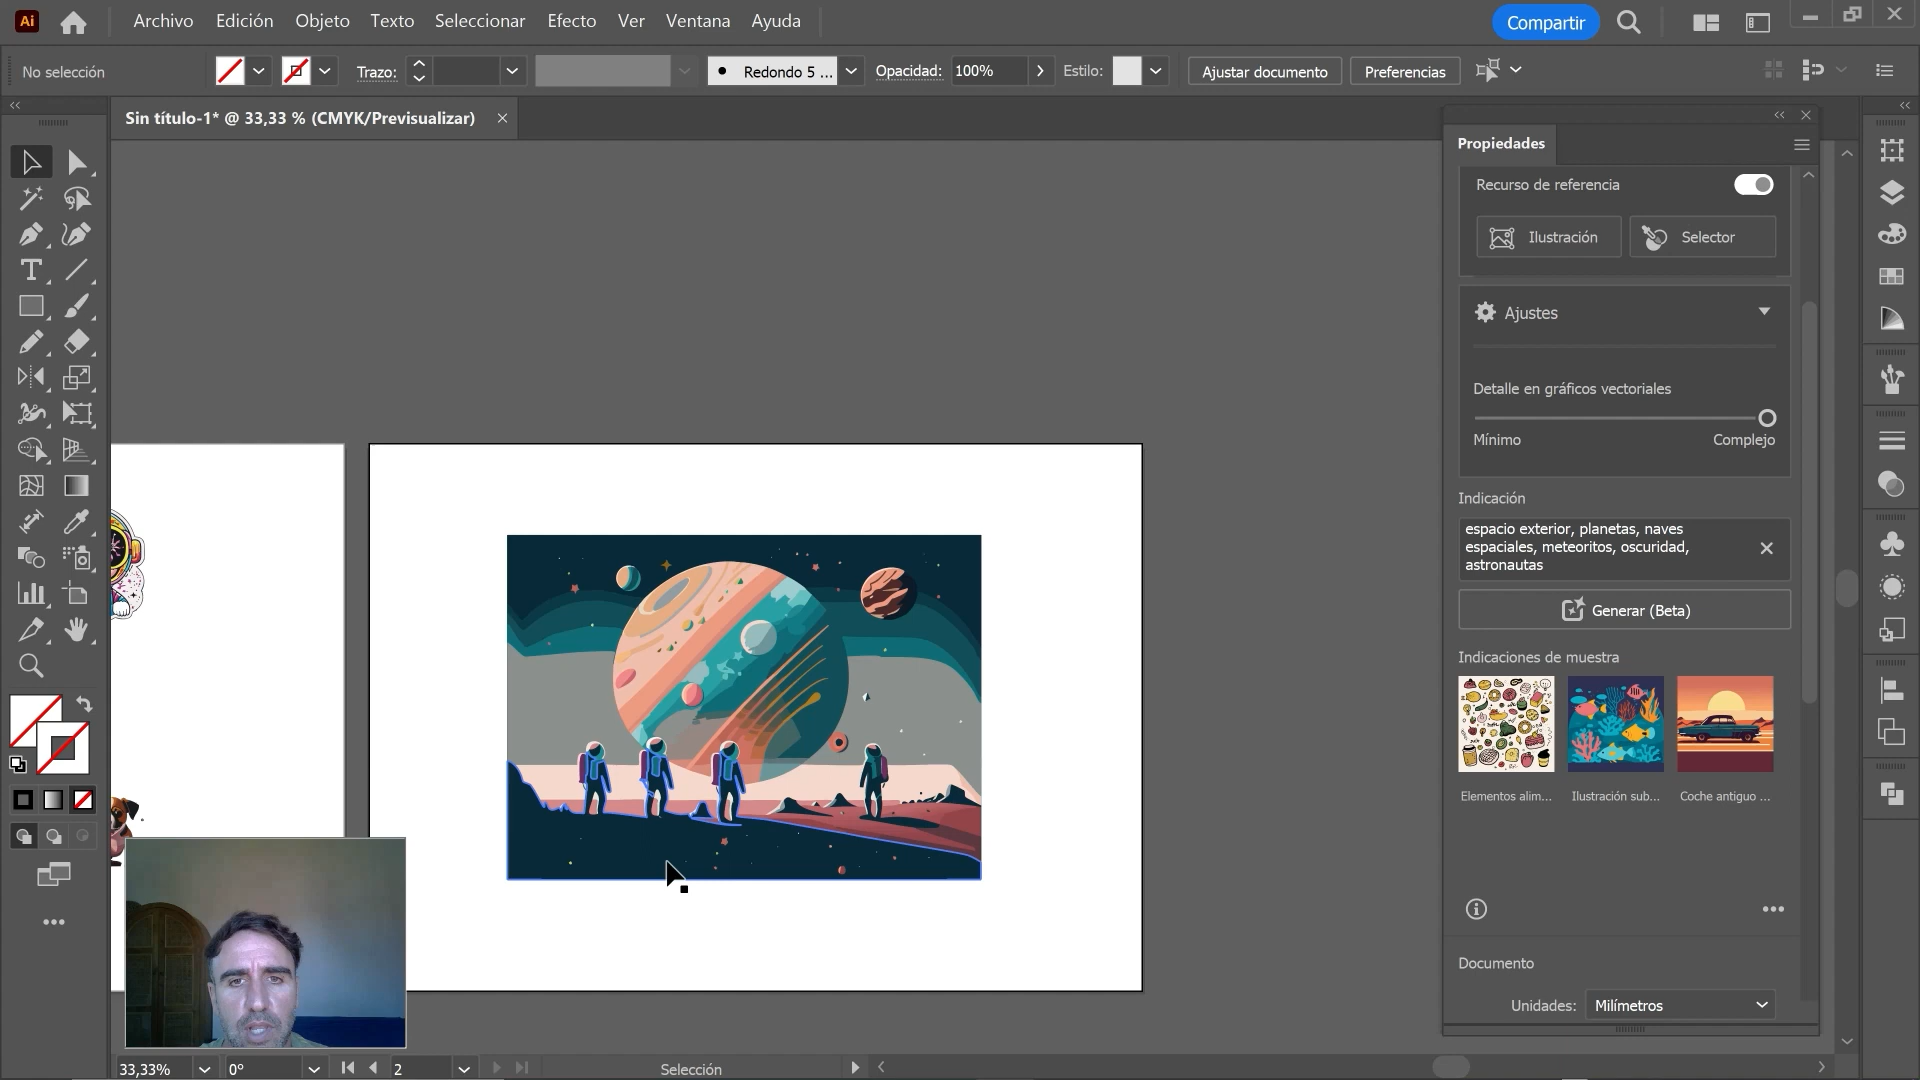 Ai
Archivo
Edición
Objeto
Texto
Seleccionar
Efecto
Ver
Ventana
Ayuda
Compartir
No selección
Trazo:
Redondo 5 ...
Opacidad:
100%
Estilo:
Ajustar documento
Preferencias
Sin título-1* @ 33,33 % (CMYK/Previsualizar)
Propiedades
Recurso de referencia
Ilustración
Selector
Ajustes
Detalle en gráficos vectoriales
Mínimo
Complejo
Indicación
espacio exterior, planetas, naves
espaciales, meteoritos, oscuridad,
astronautas
Generar (Beta)
Indicaciones de muestra
Elementos alim...
Ilustración sub...
Coche antiguo ...
Documento
Unidades:
Milímetros
33,33%
0°
2
Selección